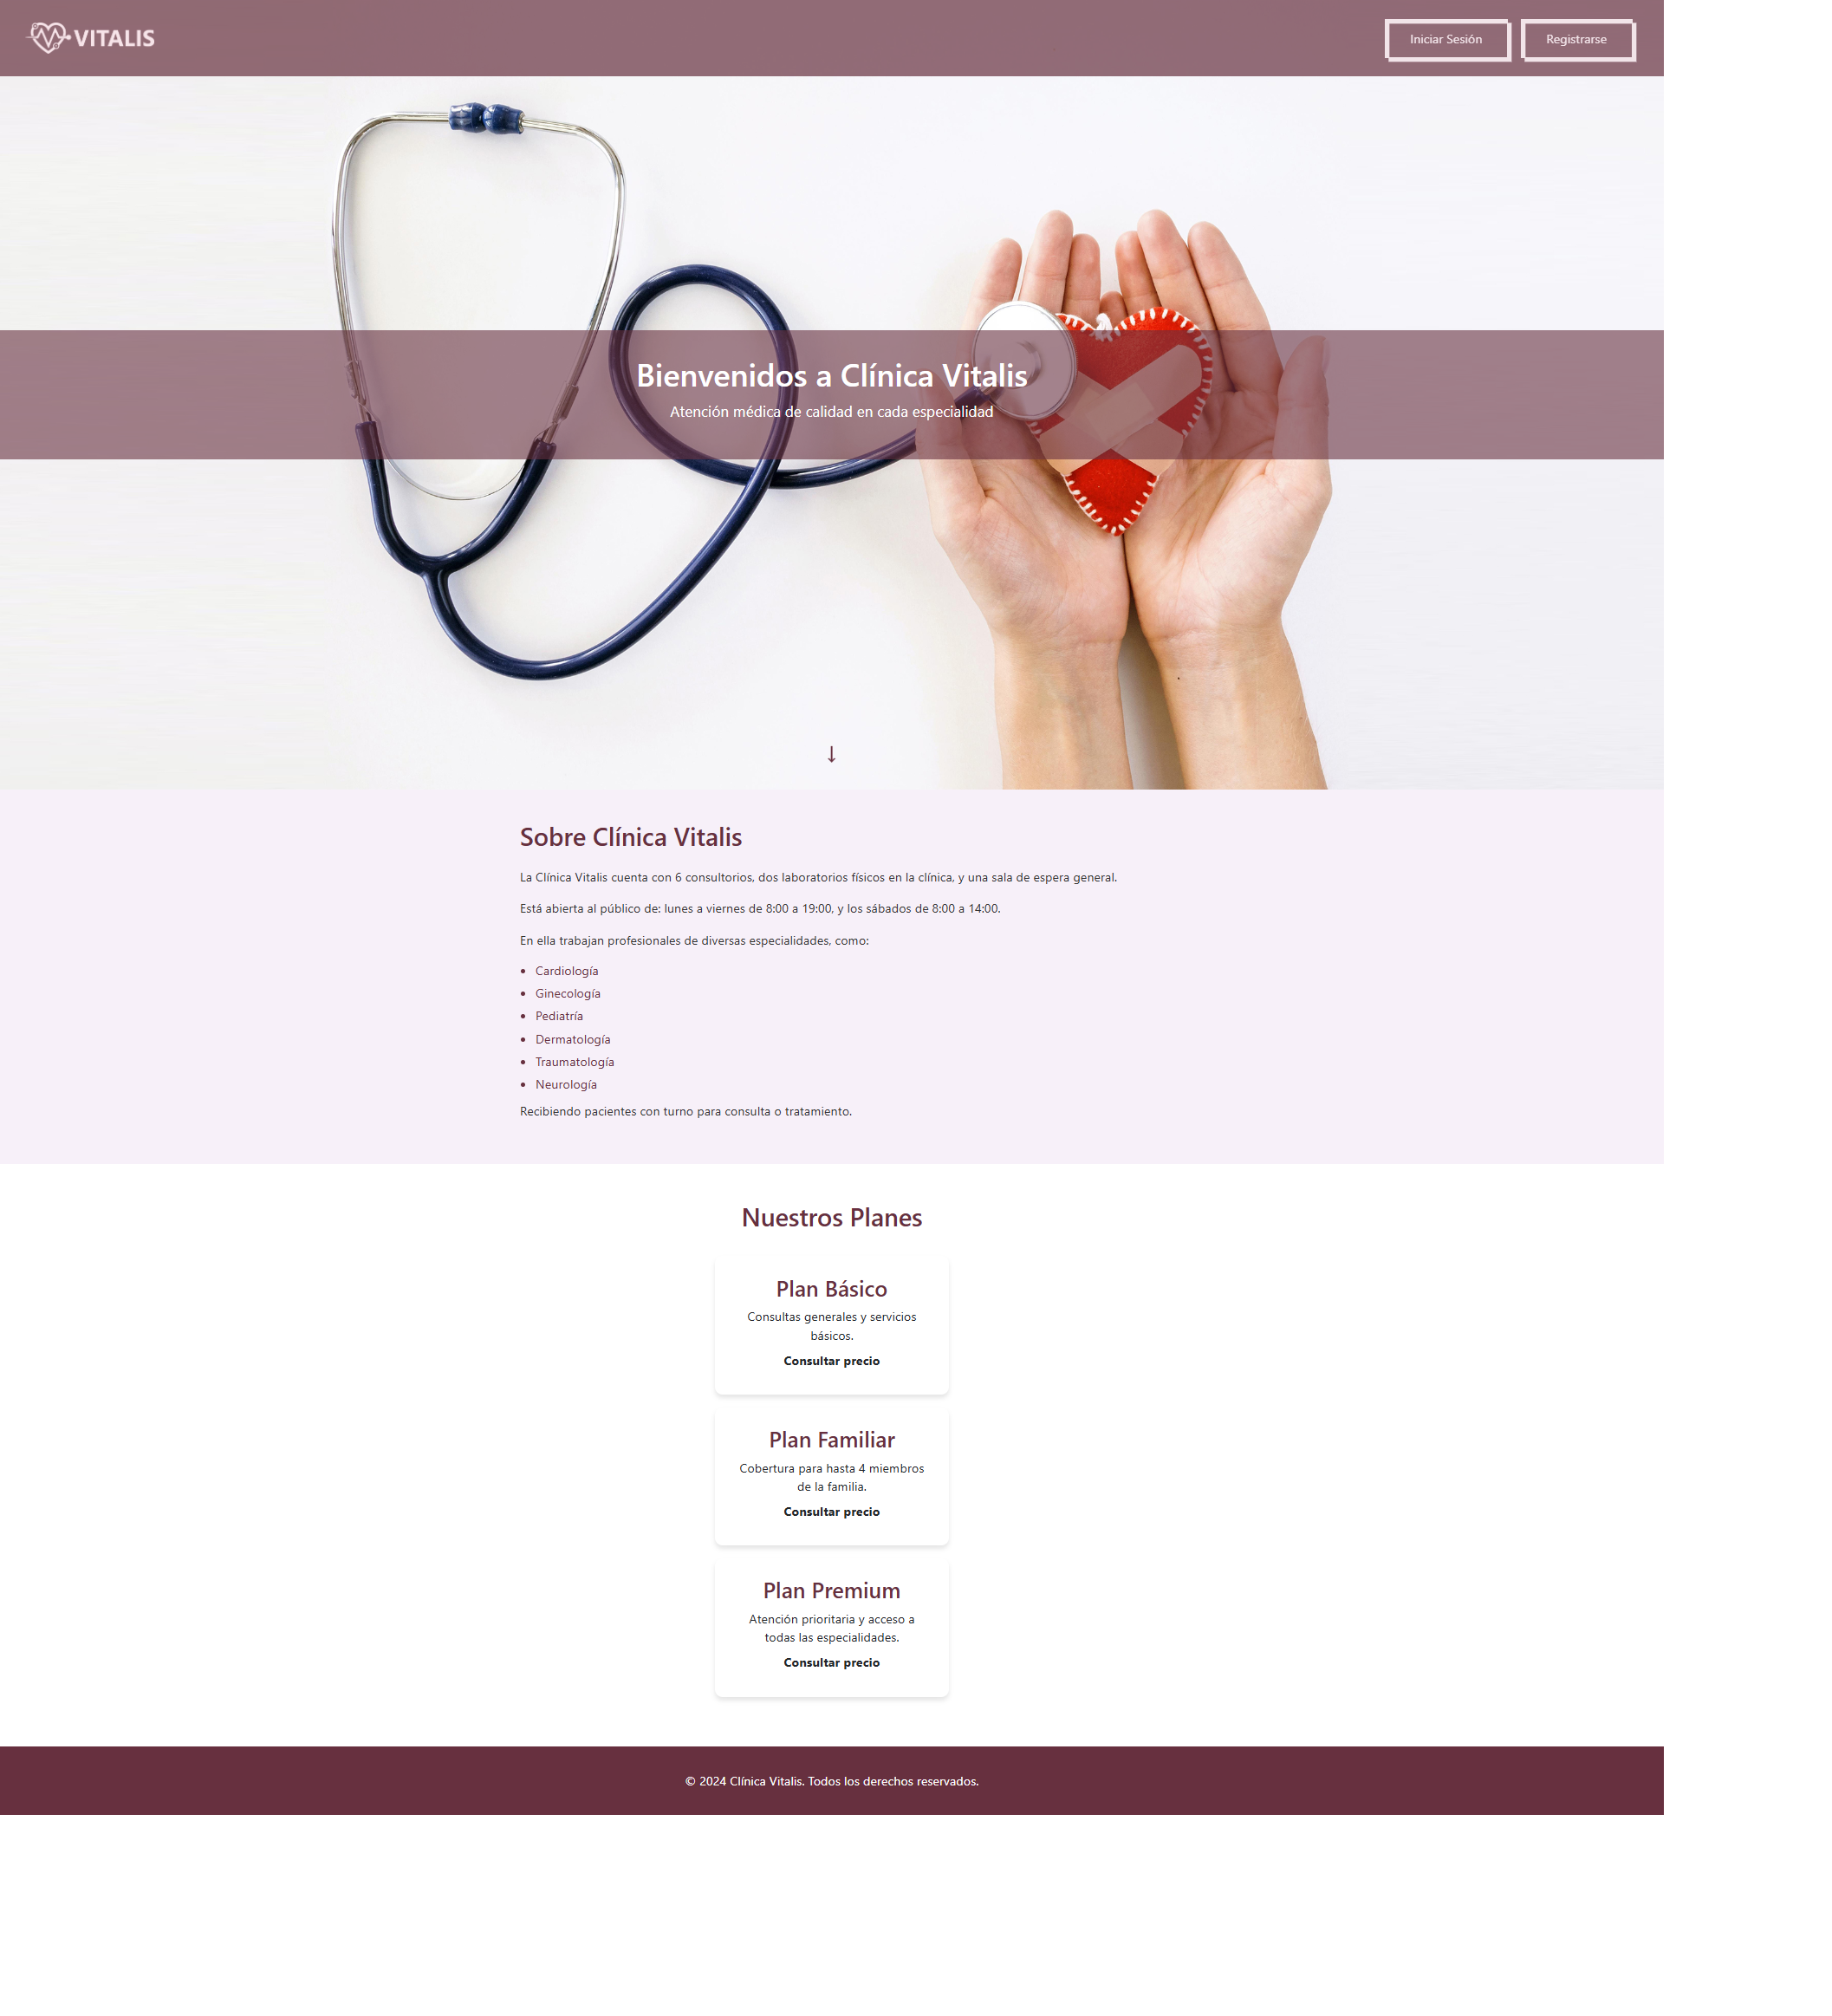 VITALIS
Iniciar Sesión
Registrarse
Bienvenidos a Clínica Vitalis
Atención médica de calidad en cada especialidad
↓
Sobre Clínica Vitalis
La Clínica Vitalis cuenta con 6 consultorios, dos laboratorios físicos en la clínica, y una sala de espera general.
Está abierta al público de: lunes a viernes de 8:00 a 19:00, y los sábados de 8:00 a 14:00.
En ella trabajan profesionales de diversas especialidades, como:
• Cardiología
• Ginecología
• Pediatría
• Dermatología
• Traumatología
• Neurología
Recibiendo pacientes con turno para consulta o tratamiento.
Nuestros Planes
Plan Básico
Consultas generales y servicios
básicos.
Consultar precio
Plan Familiar
Cobertura para hasta 4 miembros
de la familia.
Consultar precio
Plan Premium
Atención prioritaria y acceso a
todas las especialidades.
Consultar precio
© 2024 Clínica Vitalis. Todos los derechos reservados.